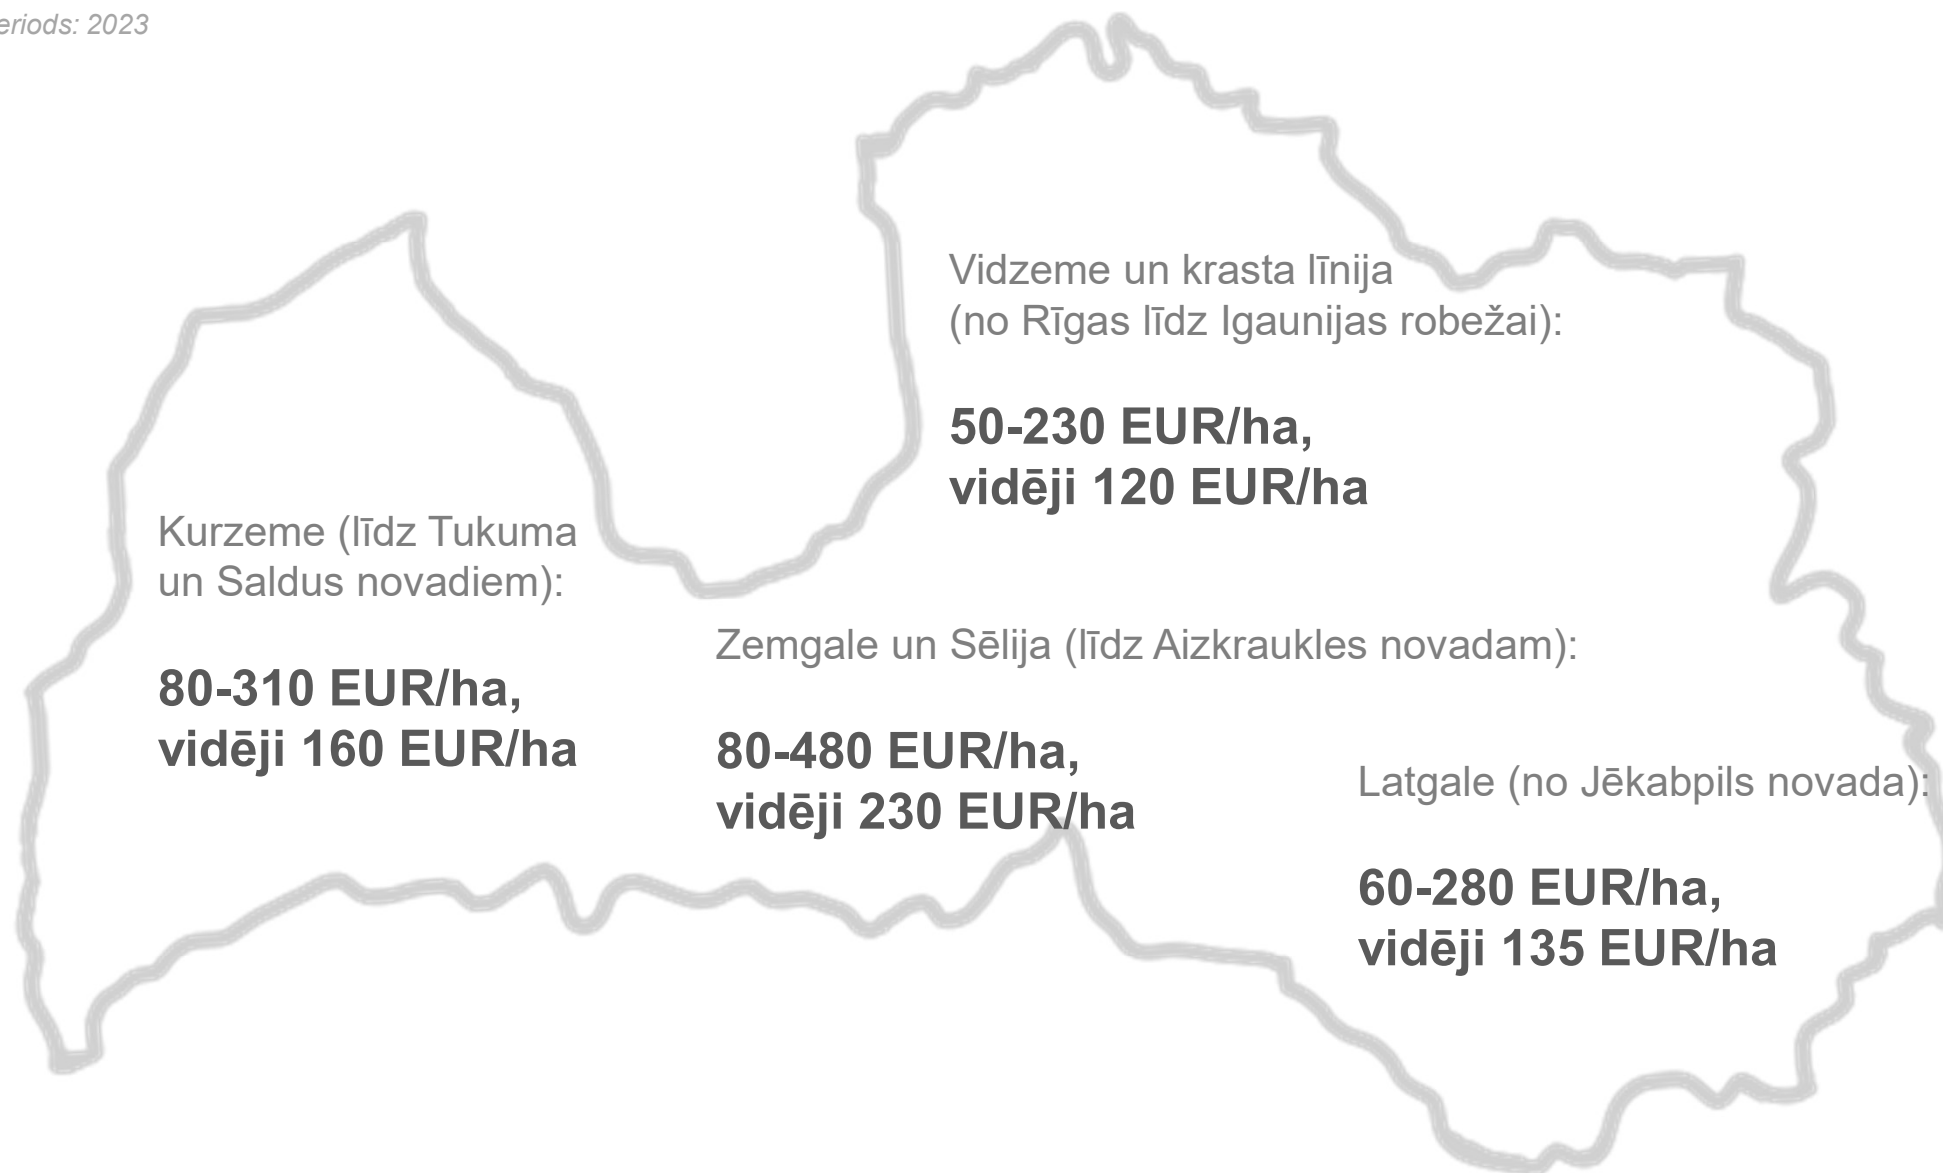 eriods: 2023
Vidzeme un krasta līnija
(no Rīgas līdz Igaunijas robežai):
50-230 EUR/ha,
vidēji 120 EUR/ha
Kurzeme (līdz Tukuma
un Saldus novadiem):
80-310 EUR/ha,
vidēji 160 EUR/ha
Zemgale un Sēlija (līdz Aizkraukles novadam):
80-480 EUR/ha,
vidēji 230 EUR/ha
Latgale (no Jēkabpils novada):
60-280 EUR/ha,
vidēji 135 EUR/ha